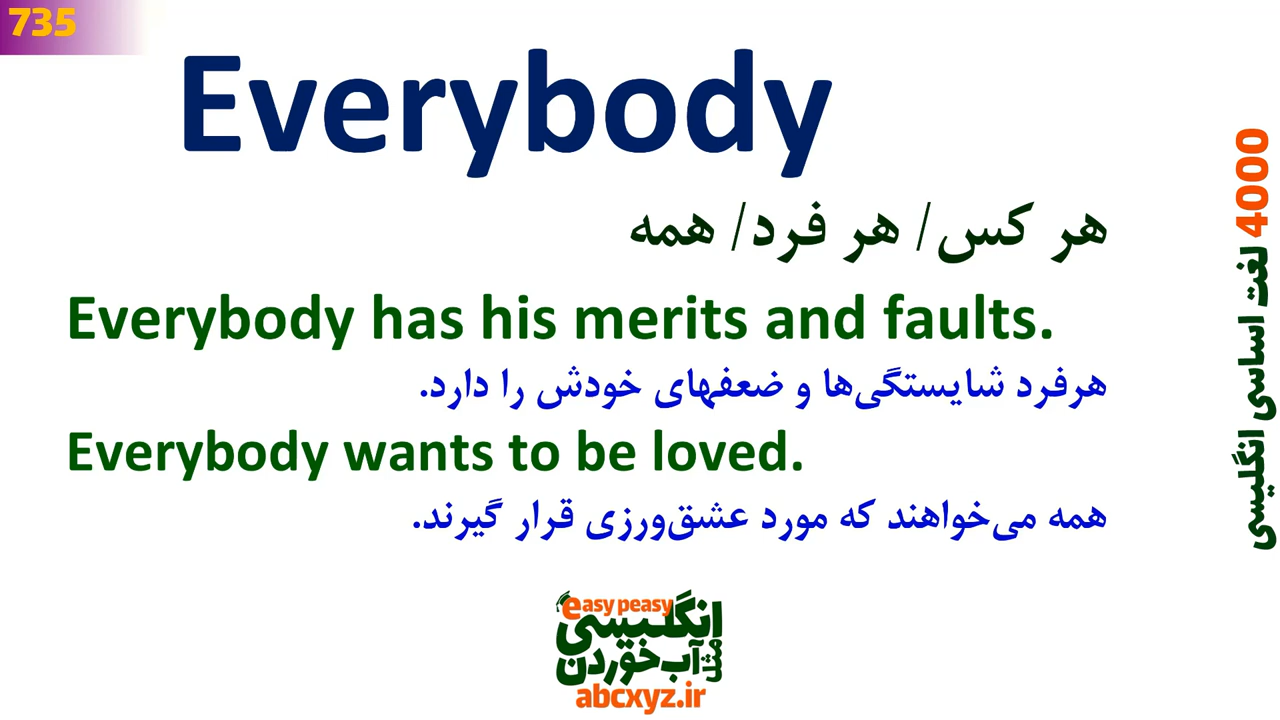 735
Everybody
هر کس/ هر فرد/ همه
Everybody has his merits and faults.
هرفرد شایستگی‌ها و ضعفهای خودش را دارد.
Everybody wants to be loved.
همه می‌خواهند که مورد عشق‌ورزی قرار گیرند.
4000 لغت اساسی انگلیسی
easy peasy
انگلیسی
مثل آب خوردن
abcxyz.ir